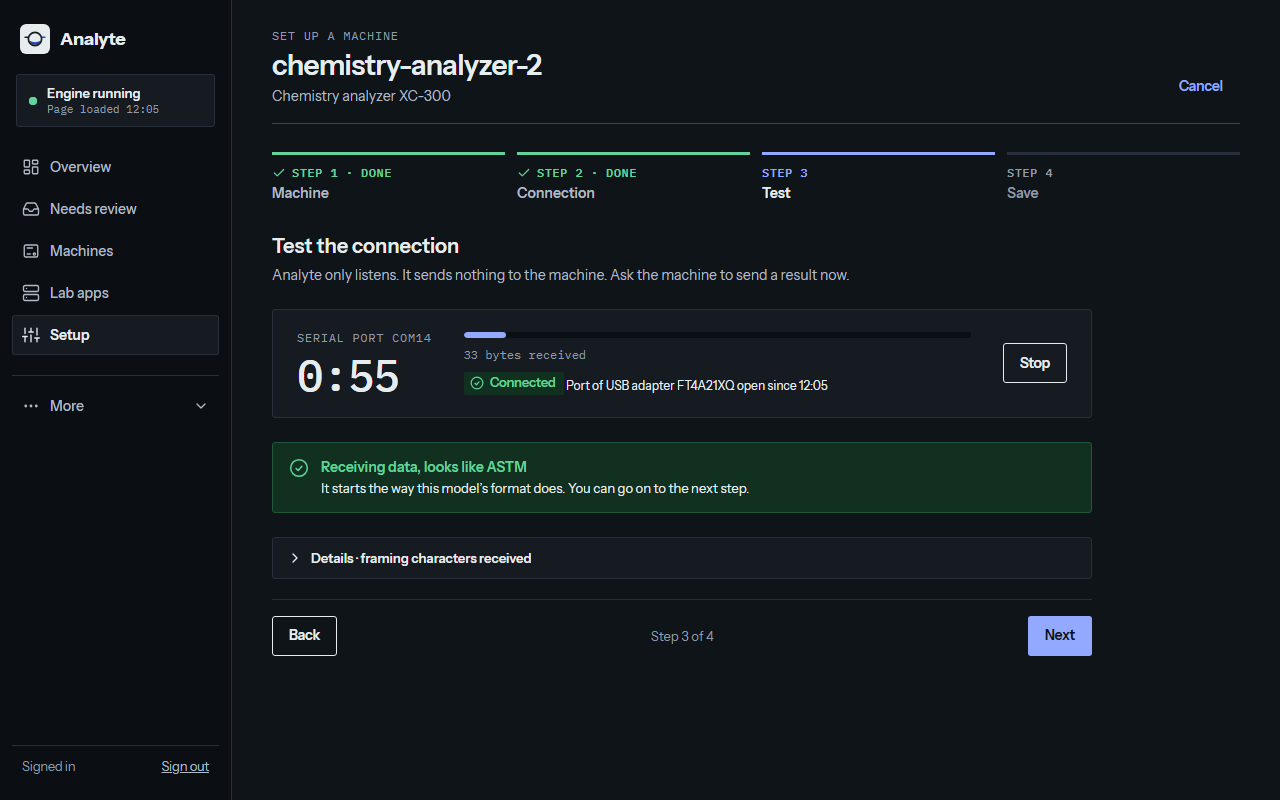 Analyte
Engine running
Page loaded 12:05
Overview
Needs review
Machines
Lab apps
Setup
More
Signed in
Sign out
SET UP A MACHINE
chemistry-analyzer-2
Chemistry analyzer XC-300
Cancel
STEP 1 · DONE
Machine
STEP 2 · DONE
Connection
STEP 3
Test
STEP 4
Save
Test the connection
Analyte only listens. It sends nothing to the machine. Ask the machine to send a result now.
SERIAL PORT COM14
0:55
33 bytes received
Connected Port of USB adapter FT4A21XQ open since 12:05
Stop
Receiving data, looks like ASTM
It starts the way this model's format does. You can go on to the next step.
Details · framing characters received
Back
Step 3 of 4
Next